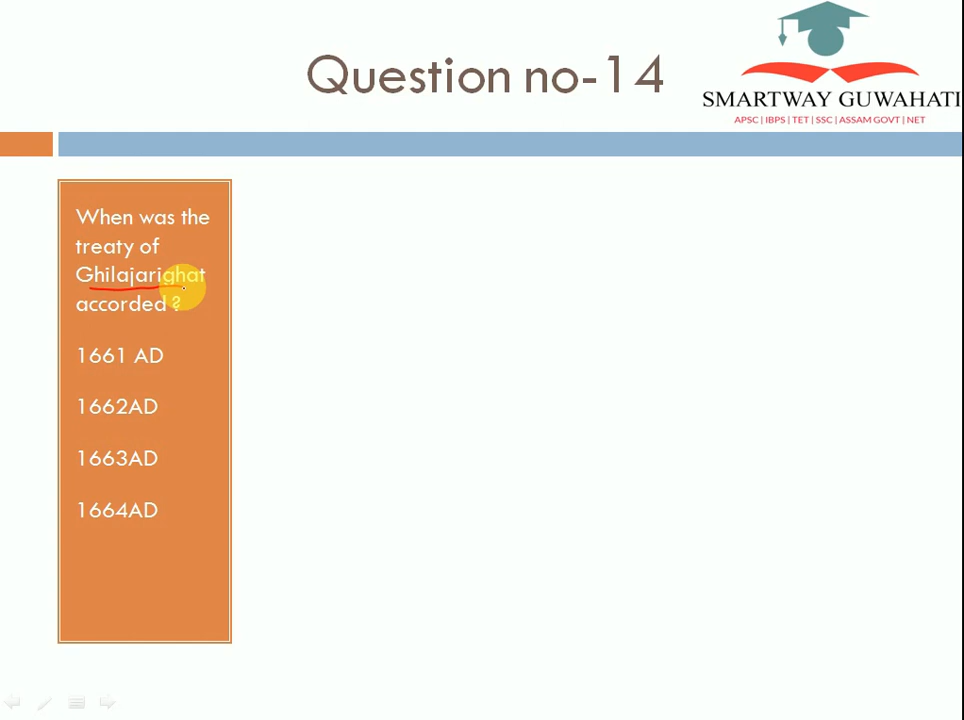 Question no-14
SMARTWAY GUWAHATI
APSC | IBPS | TET | SSC | ASSAM GOVT | NET
When was the
treaty of
Ghilajarighat
accorded ?
1661 AD
1662AD
1663AD
1664AD